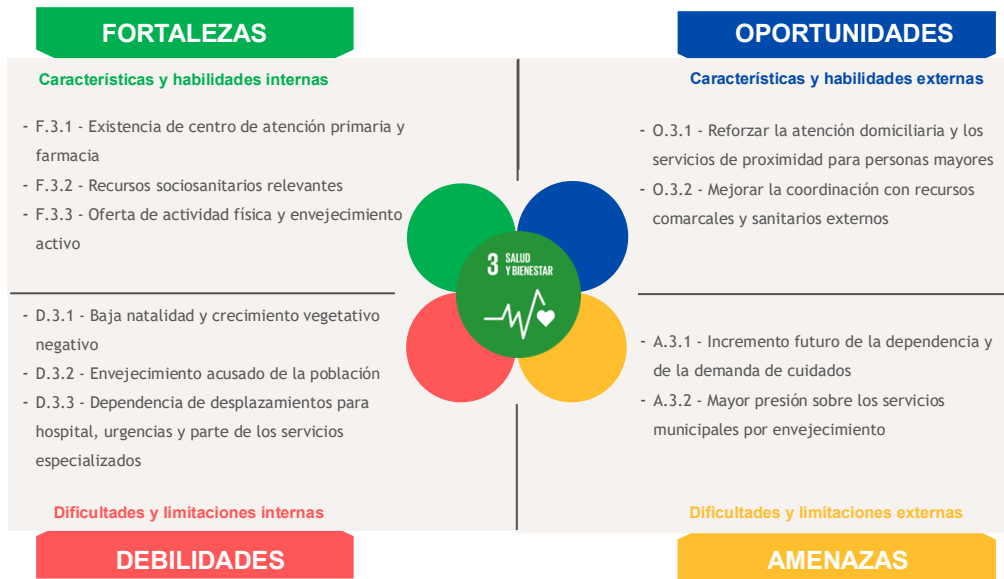 FORTALEZAS
Características y habilidades internas
- F.3.1 - Existencia de centro de atención primaria y
farmacia
- F.3.2 - Recursos sociosanitarios relevantes
- F.3.3 - Oferta de actividad física y envejecimiento
activo
OPORTUNIDADES
Características y habilidades externas
- O.3.1 - Reforzar la atención domiciliaria y los
servicios de proximidad para personas mayores
- O.3.2 - Mejorar la coordinación con recursos
comarcales y sanitarios externos
3 SALUD
Y BIENESTAR
- D.3.1 - Baja natalidad y crecimiento vegetativo
negativo
- D.3.2 - Envejecimiento acusado de la población
- D.3.3 - Dependencia de desplazamientos para
hospital, urgencias y parte de los servicios
especializados
Dificultades y limitaciones internas
DEBILIDADES
- A.3.1 - Incremento futuro de la dependencia y
de la demanda de cuidados
- A.3.2 - Mayor presión sobre los servicios
municipales por envejecimiento
Dificultades y limitaciones externas
AMENAZAS